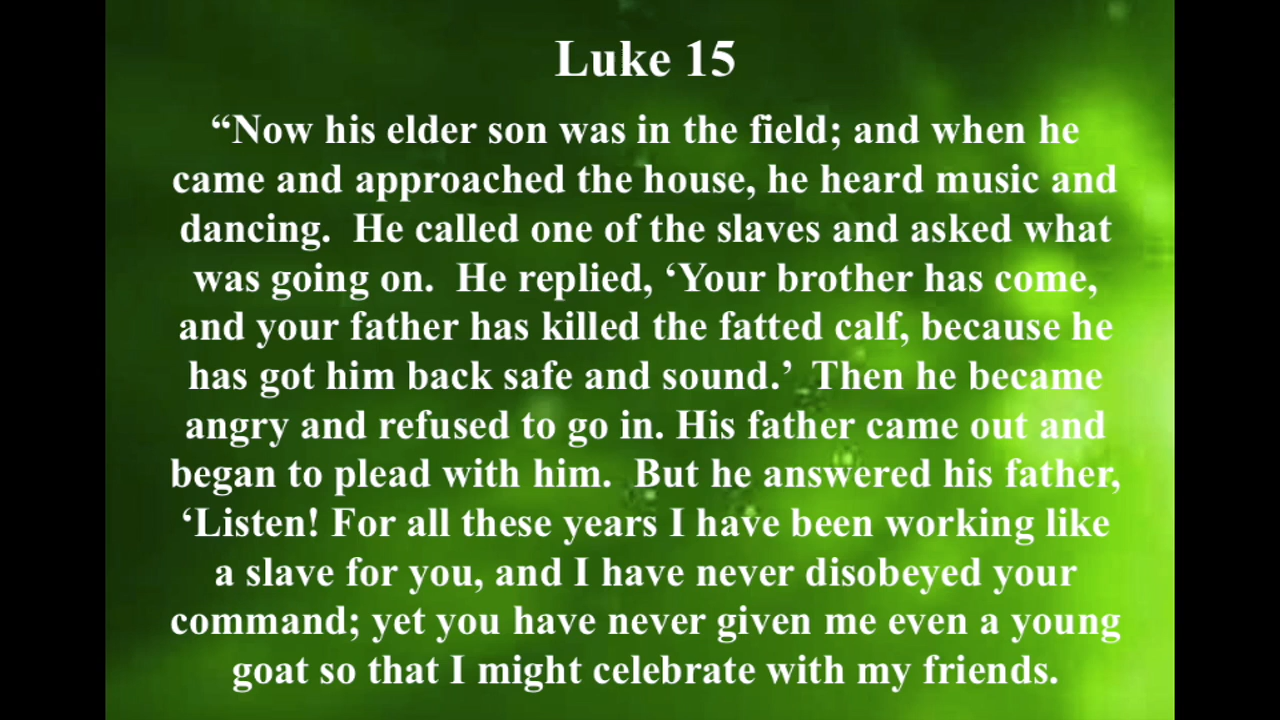 Luke 15
“Now his elder son was in the field; and when he
came and approached the house, he heard music and
dancing.  He called one of the slaves and asked what
was going on.  He replied, ‘Your brother has come,
and your father has killed the fatted calf, because he
has got him back safe and sound.’  Then he became
angry and refused to go in. His father came out and
began to plead with him.  But he answered his father,
‘Listen! For all these years I have been working like
a slave for you, and I have never disobeyed your
command; yet you have never given me even a young
goat so that I might celebrate with my friends.